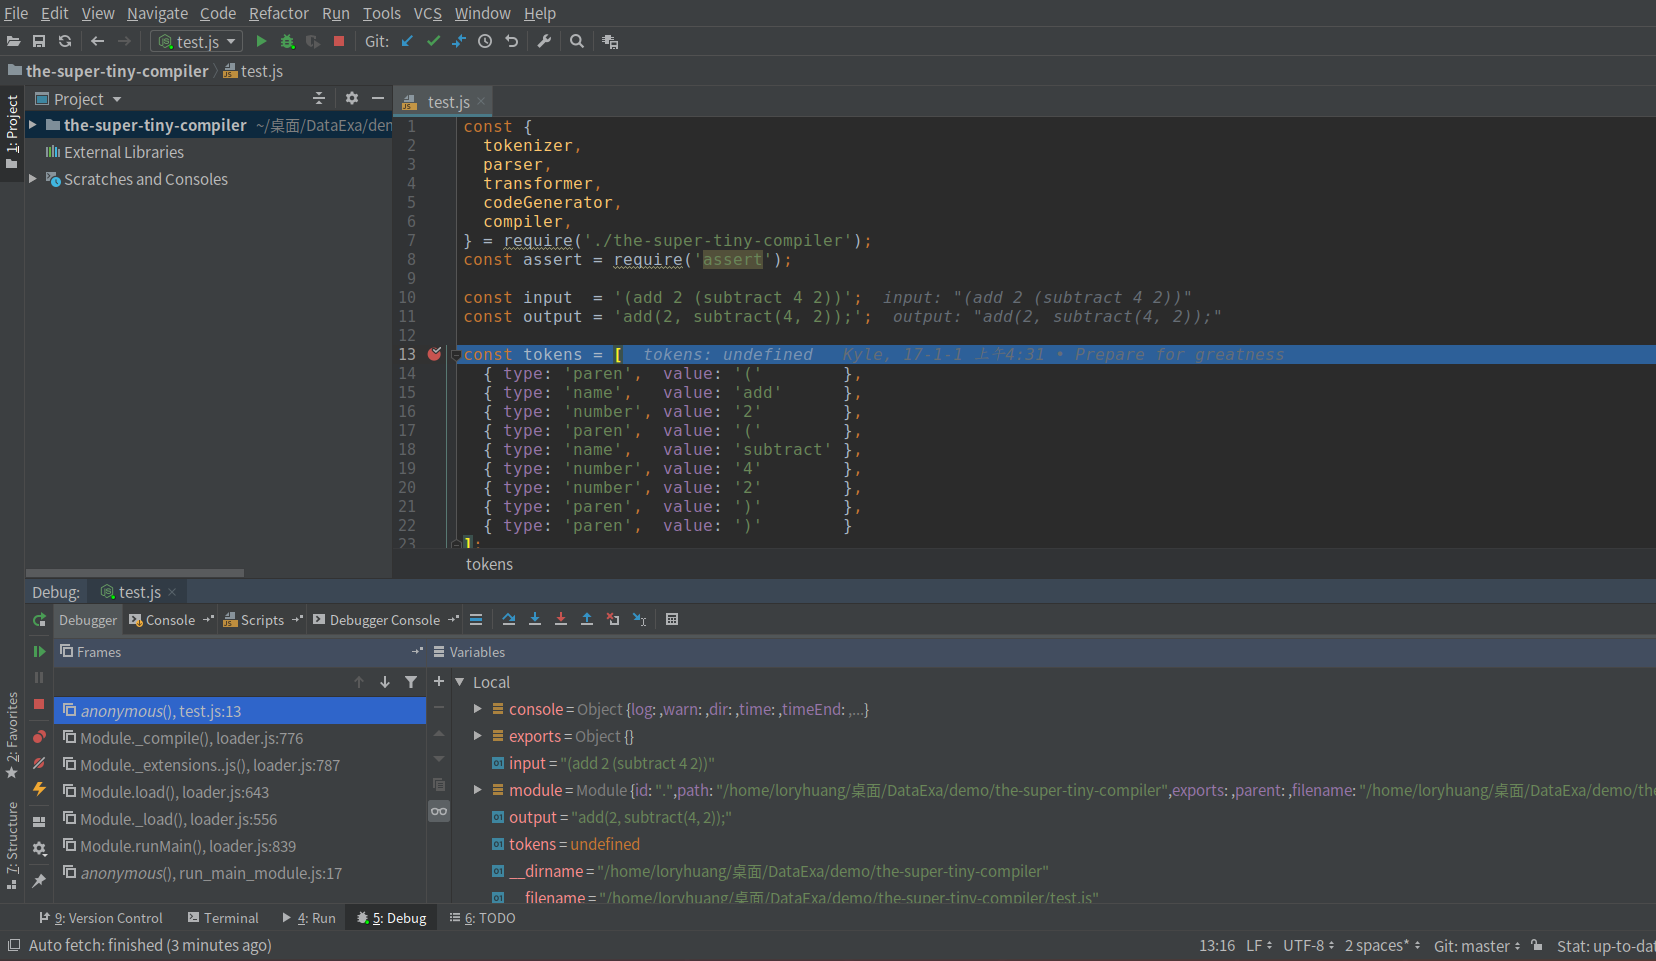 File Edit View Navigate Code Refactor Run Tools VCS Window Help
test.js Git:
the-super-tiny-compiler test.js
1: Project
Project
the-super-tiny-compiler ~/桌面/DataExa/den
External Libraries
Scratches and Consoles
test.js
1 const {
2 tokenizer,
3 parser,
4 transformer,
5 codeGenerator,
6 compiler,
7 } = require('./the-super-tiny-compiler');
8 const assert = require('assert');
9
10 const input  = '(add 2 (subtract 4 2))'; input: "(add 2 (subtract 4 2))"
11 const output = 'add(2, subtract(4, 2));'; output: "add(2, subtract(4, 2));"
12
13 const tokens = [ tokens: undefined Kyle, 17-1-1 上午4:31 • Prepare for greatness
14 { type: 'paren',  value: '('        },
15 { type: 'name',   value: 'add'      },
16 { type: 'number', value: '2'        },
17 { type: 'paren',  value: '('        },
18 { type: 'name',   value: 'subtract' },
19 { type: 'number', value: '4'        },
20 { type: 'number', value: '2'        },
21 { type: 'paren',  value: ')'        },
22 { type: 'paren',  value: ')'        }
23 ];
tokens
Debug: test.js
Debugger Console Scripts Debugger Console
Frames
anonymous(), test.js:13
Module._compile(), loader.js:776
Module._extensions..js(), loader.js:787
Module.load(), loader.js:643
Module._load(), loader.js:556
Module.runMain(), loader.js:839
anonymous(), run_main_module.js:17
Variables
Local
console = Object {log: ,warn: ,dir: ,time: ,timeEnd: ,...}
exports = Object {}
input = "(add 2 (subtract 4 2))"
module = Module {id: ".",path: "/home/loryhuang/桌面/DataExa/demo/the-super-tiny-compiler",exports: ,parent: ,filename: "/home/loryhuang/桌面/DataExa/demo/the
output = "add(2, subtract(4, 2));"
tokens = undefined
__dirname = "/home/loryhuang/桌面/DataExa/demo/the-super-tiny-compiler"
__filename = "/home/loryhuang/桌面/DataExa/demo/the-super-tiny-compiler/test.js"
2: Favorites
7: Structure
9: Version Control Terminal 4: Run 5: Debug 6: TODO
Auto fetch: finished (3 minutes ago) 13:16 LF UTF-8 2 spaces* Git: master Stat: up-to-dat